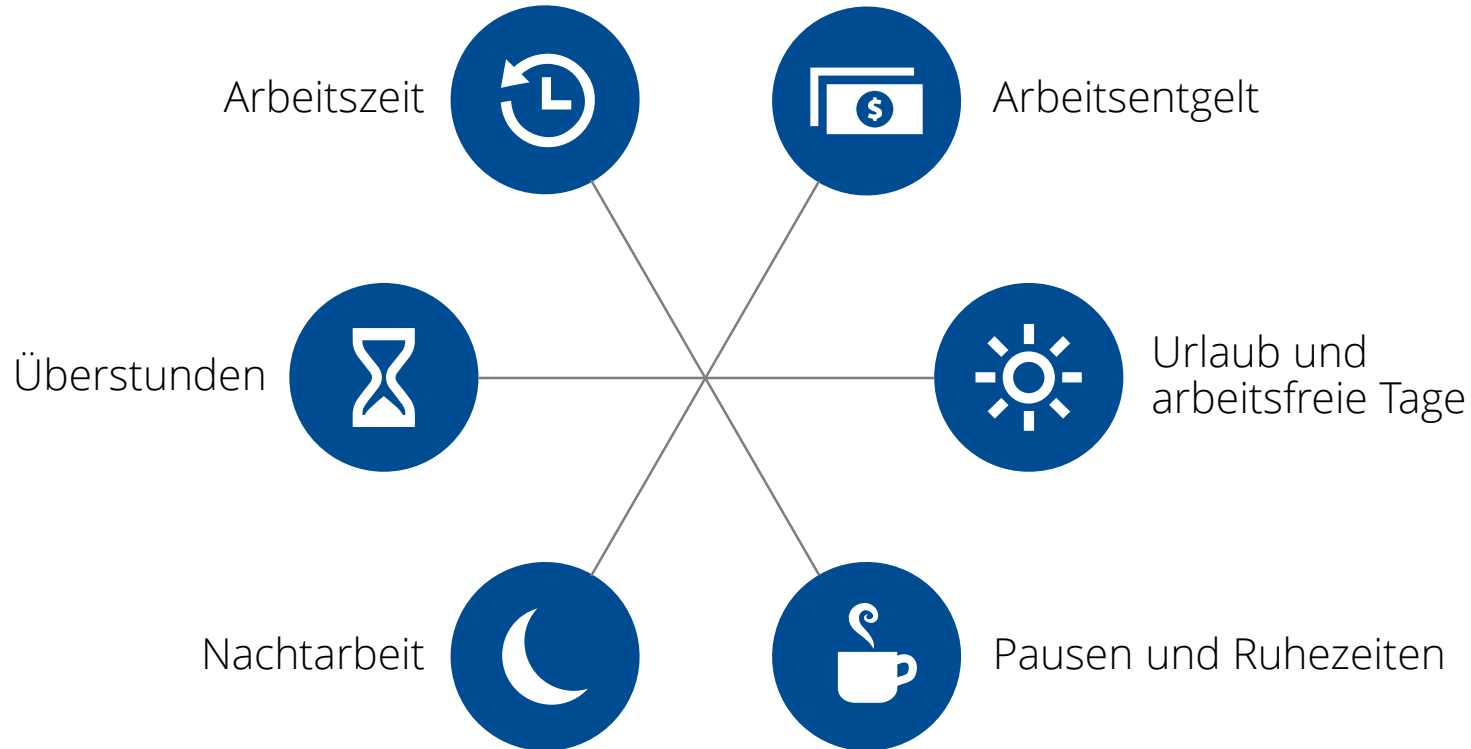 Arbeitszeit
Arbeitsentgelt
$
Überstunden
Urlaub und
arbeitsfreie Tage
Nachtarbeit
Pausen und Ruhezeiten